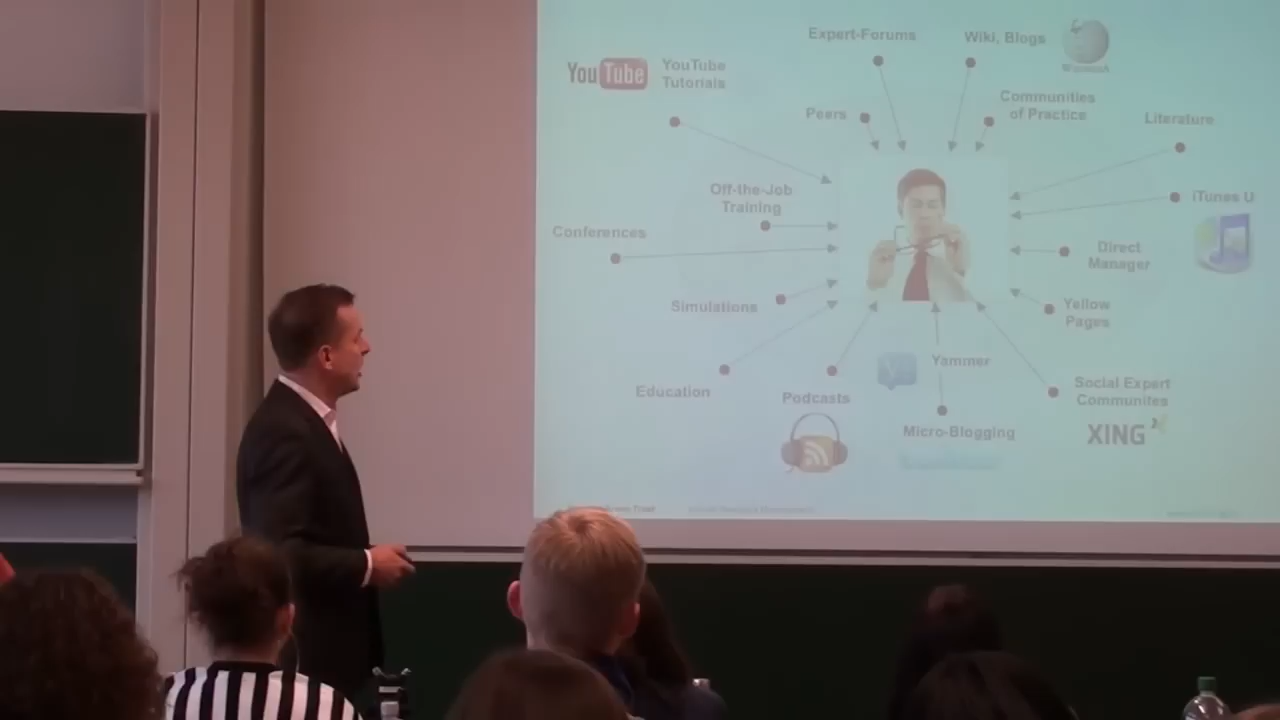 Expert-Forums
Wiki, Blogs
YouTube
YouTube
Tutorials
Peers
Communities
of Practice
Literature
Off-the-Job
Training
iTunes U
Conferences
Direct
Manager
Simulations
Yellow
Pages
Yammer
Education
Podcasts
Social Expert
Communites
Micro-Blogging
XING